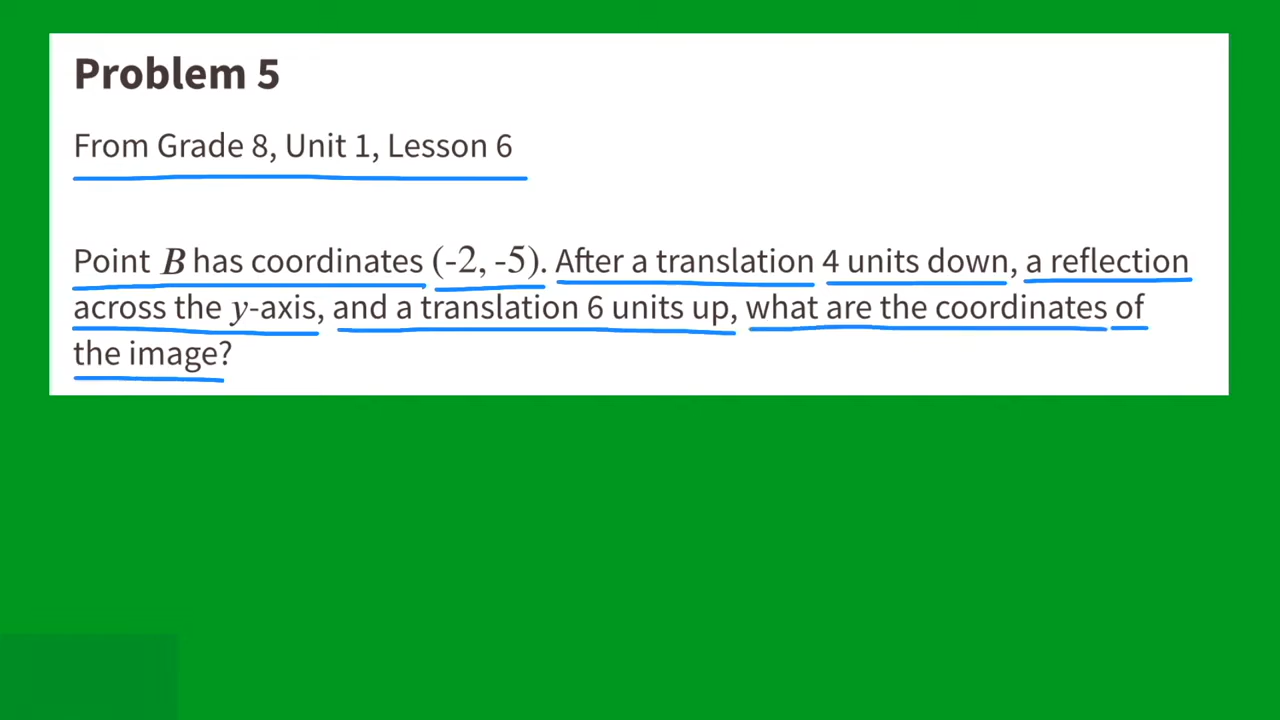 Problem 5
From Grade 8, Unit 1, Lesson 6
Point B has coordinates (-2, -5). After a translation 4 units down, a reflection
across the y-axis, and a translation 6 units up, what are the coordinates of
the image?